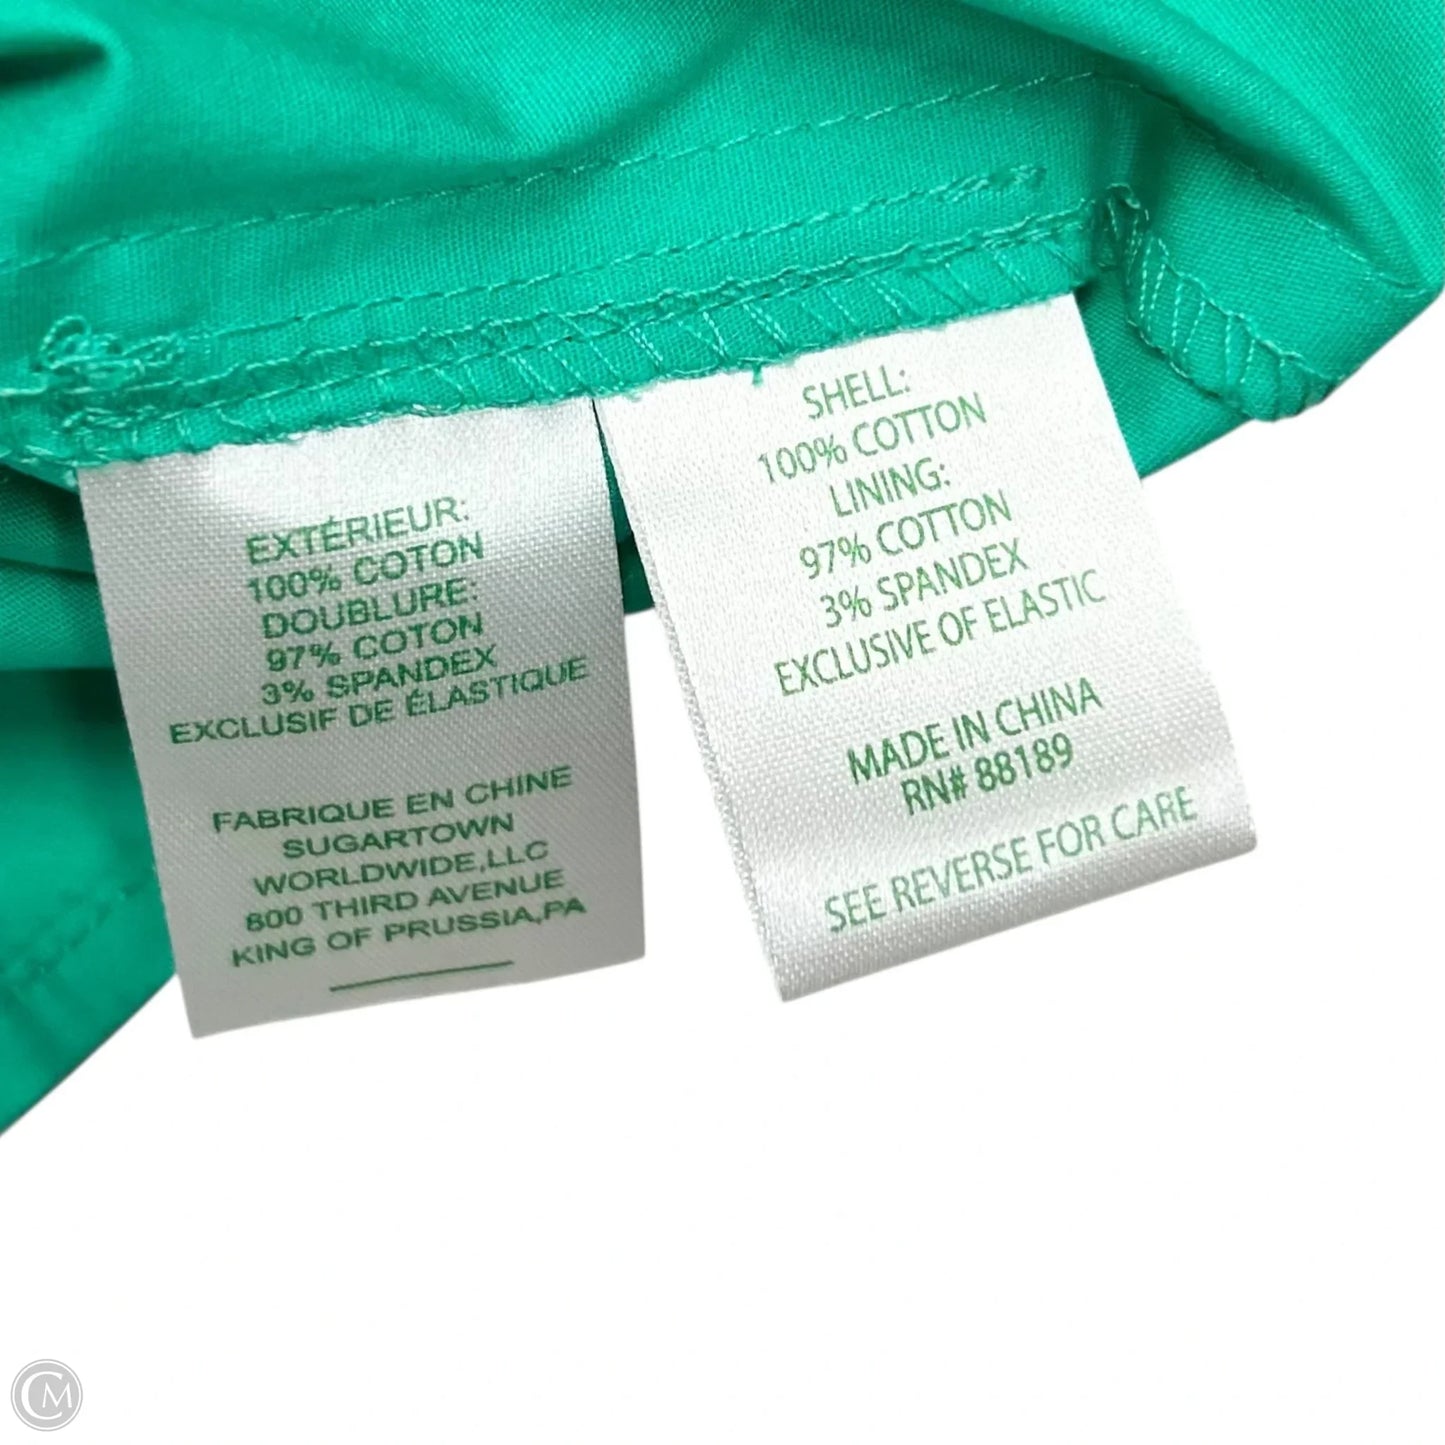 EXTÉRIEUR:
100% COTON
DOUBLURE:
97% COTON
3% SPANDEX
EXCLUSIF DE ÉLASTIQUE
FABRIQUE EN CHINE
SUGARTOWN
WORLDWIDE,LLC
800 THIRD AVENUE
KING OF PRUSSIA,PA
SHELL:
100% COTTON
LINING:
97% COTTON
3% SPANDEX
EXCLUSIVE OF ELASTIC
MADE IN CHINA
RN# 88189
SEE REVERSE FOR CARE
CM